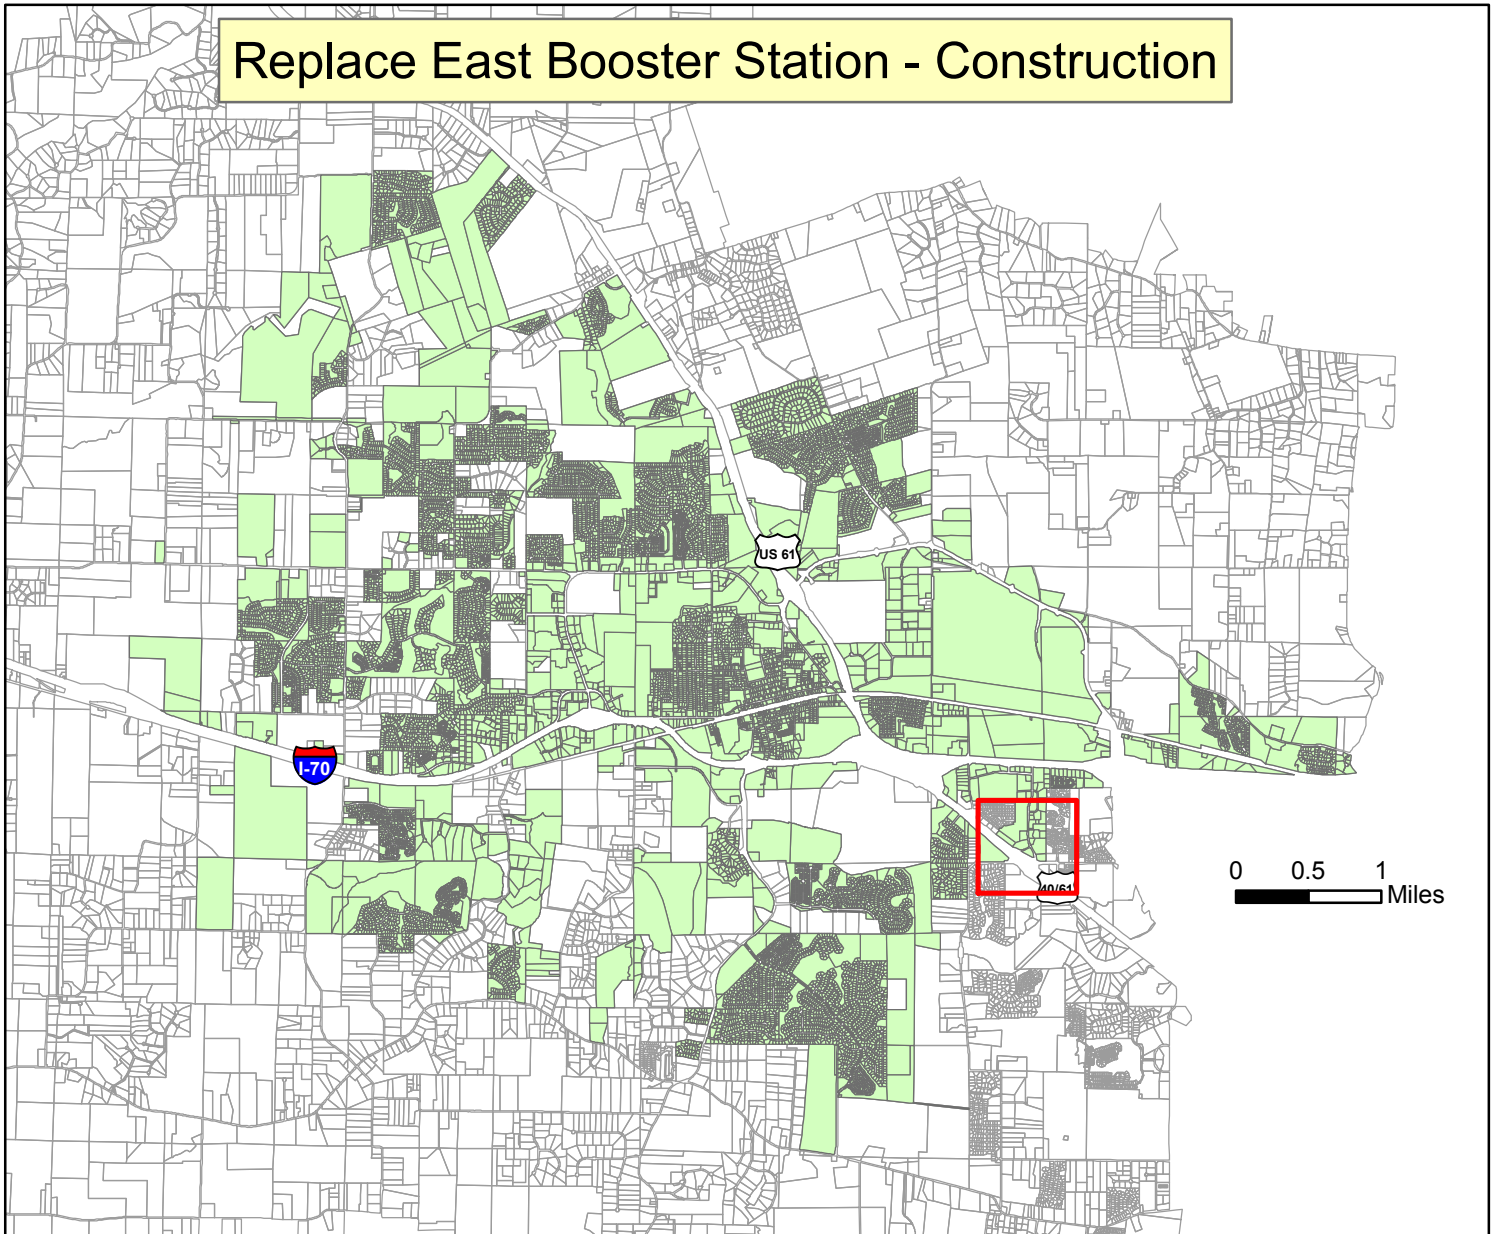 Replace East Booster Station - Construction
US 61
I-70
40/61
0 0.5 1
Miles